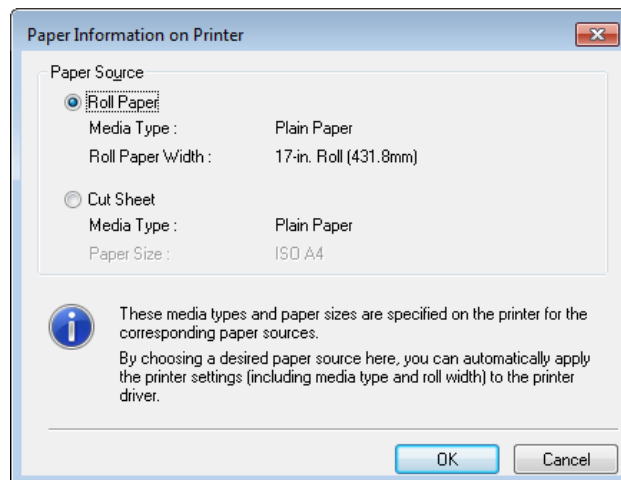 Paper Information on Printer
Paper Source
Roll Paper
Media Type : Plain Paper
Roll Paper Width : 17-in. Roll (431.8mm)
Cut Sheet
Media Type : Plain Paper
Paper Size : ISO A4
These media types and paper sizes are specified on the printer for the
corresponding paper sources.
By choosing a desired paper source here, you can automatically apply
the printer settings (including media type and roll width) to the printer
driver.
OK Cancel